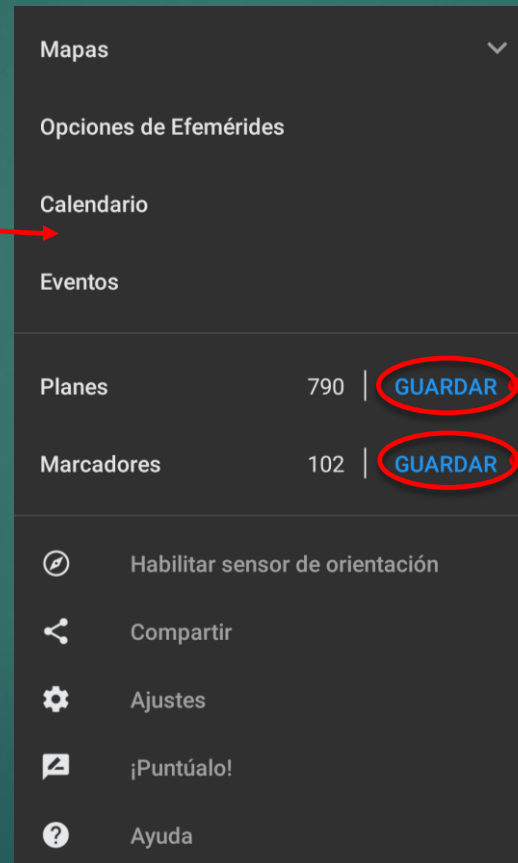 Mapas
Opciones de Efemérides
Calendario
Eventos
Planes 790 GUARDAR
Marcadores 102 GUARDAR
Habilitar sensor de orientación
Compartir
Ajustes
¡Puntúalo!
Ayuda